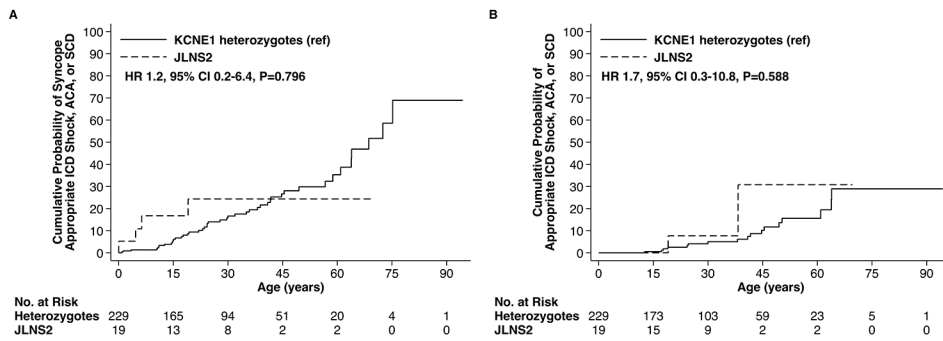 A
Cumulative Probability of Syncope
Appropriate ICD Shock, ACA, or SCD
100
90
80
70
60
50
40
30
20
10
0
KCNE1 heterozygotes (ref)
JLNS2
HR 1.2, 95% CI 0.2-6.4, P=0.796
0 15 30 45 60 75 90
Age (years)
No. at Risk
Heterozygotes 229 165 94 51 20 4 1
JLNS2 19 13 8 2 2 0 0
B
Cumulative Probability of
Appropriate ICD Shock, ACA, or SCD
100
90
80
70
60
50
40
30
20
10
0
KCNE1 heterozygotes (ref)
JLNS2
HR 1.7, 95% CI 0.3-10.8, P=0.588
0 15 30 45 60 75 90
Age (years)
No. at Risk
Heterozygotes 229 173 103 59 23 5 1
JLNS2 19 15 9 2 2 0 0